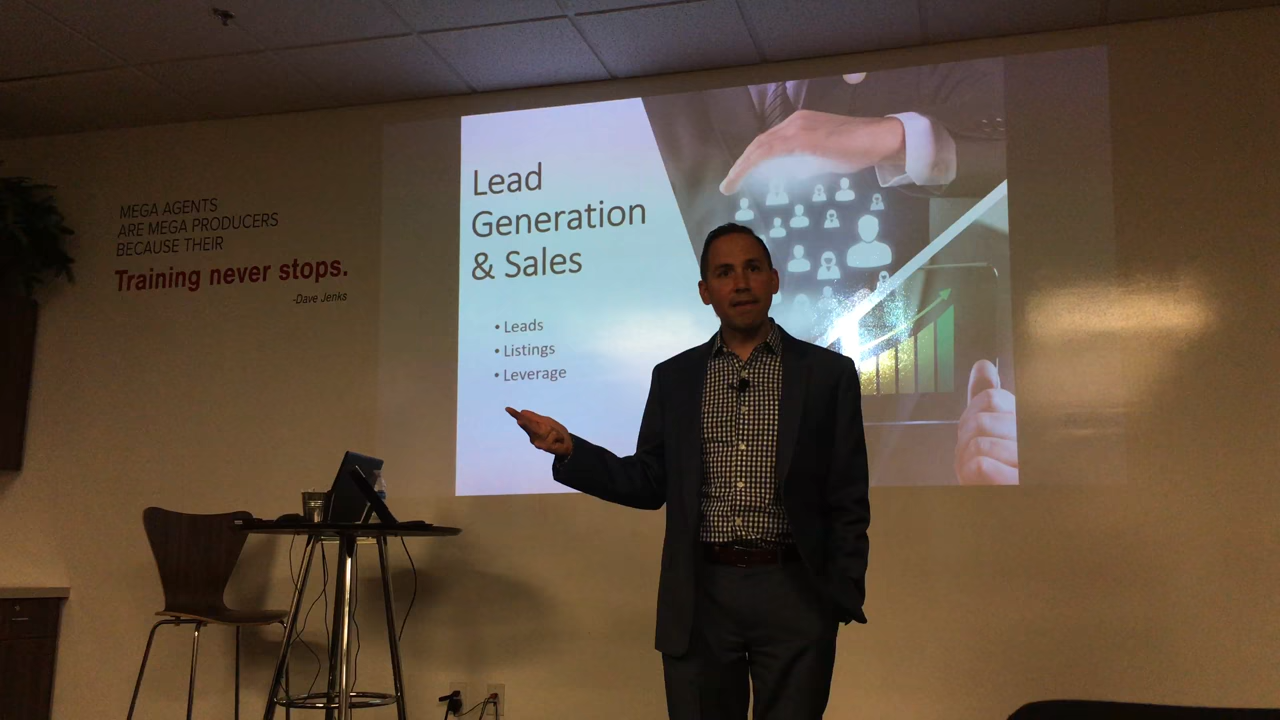 MEGA AGENTS
ARE MEGA PRODUCERS
BECAUSE THEIR
Training never stops.
-Dave Jenks
Lead
Generation
& Sales
• Leads
• Listings
• Leverage